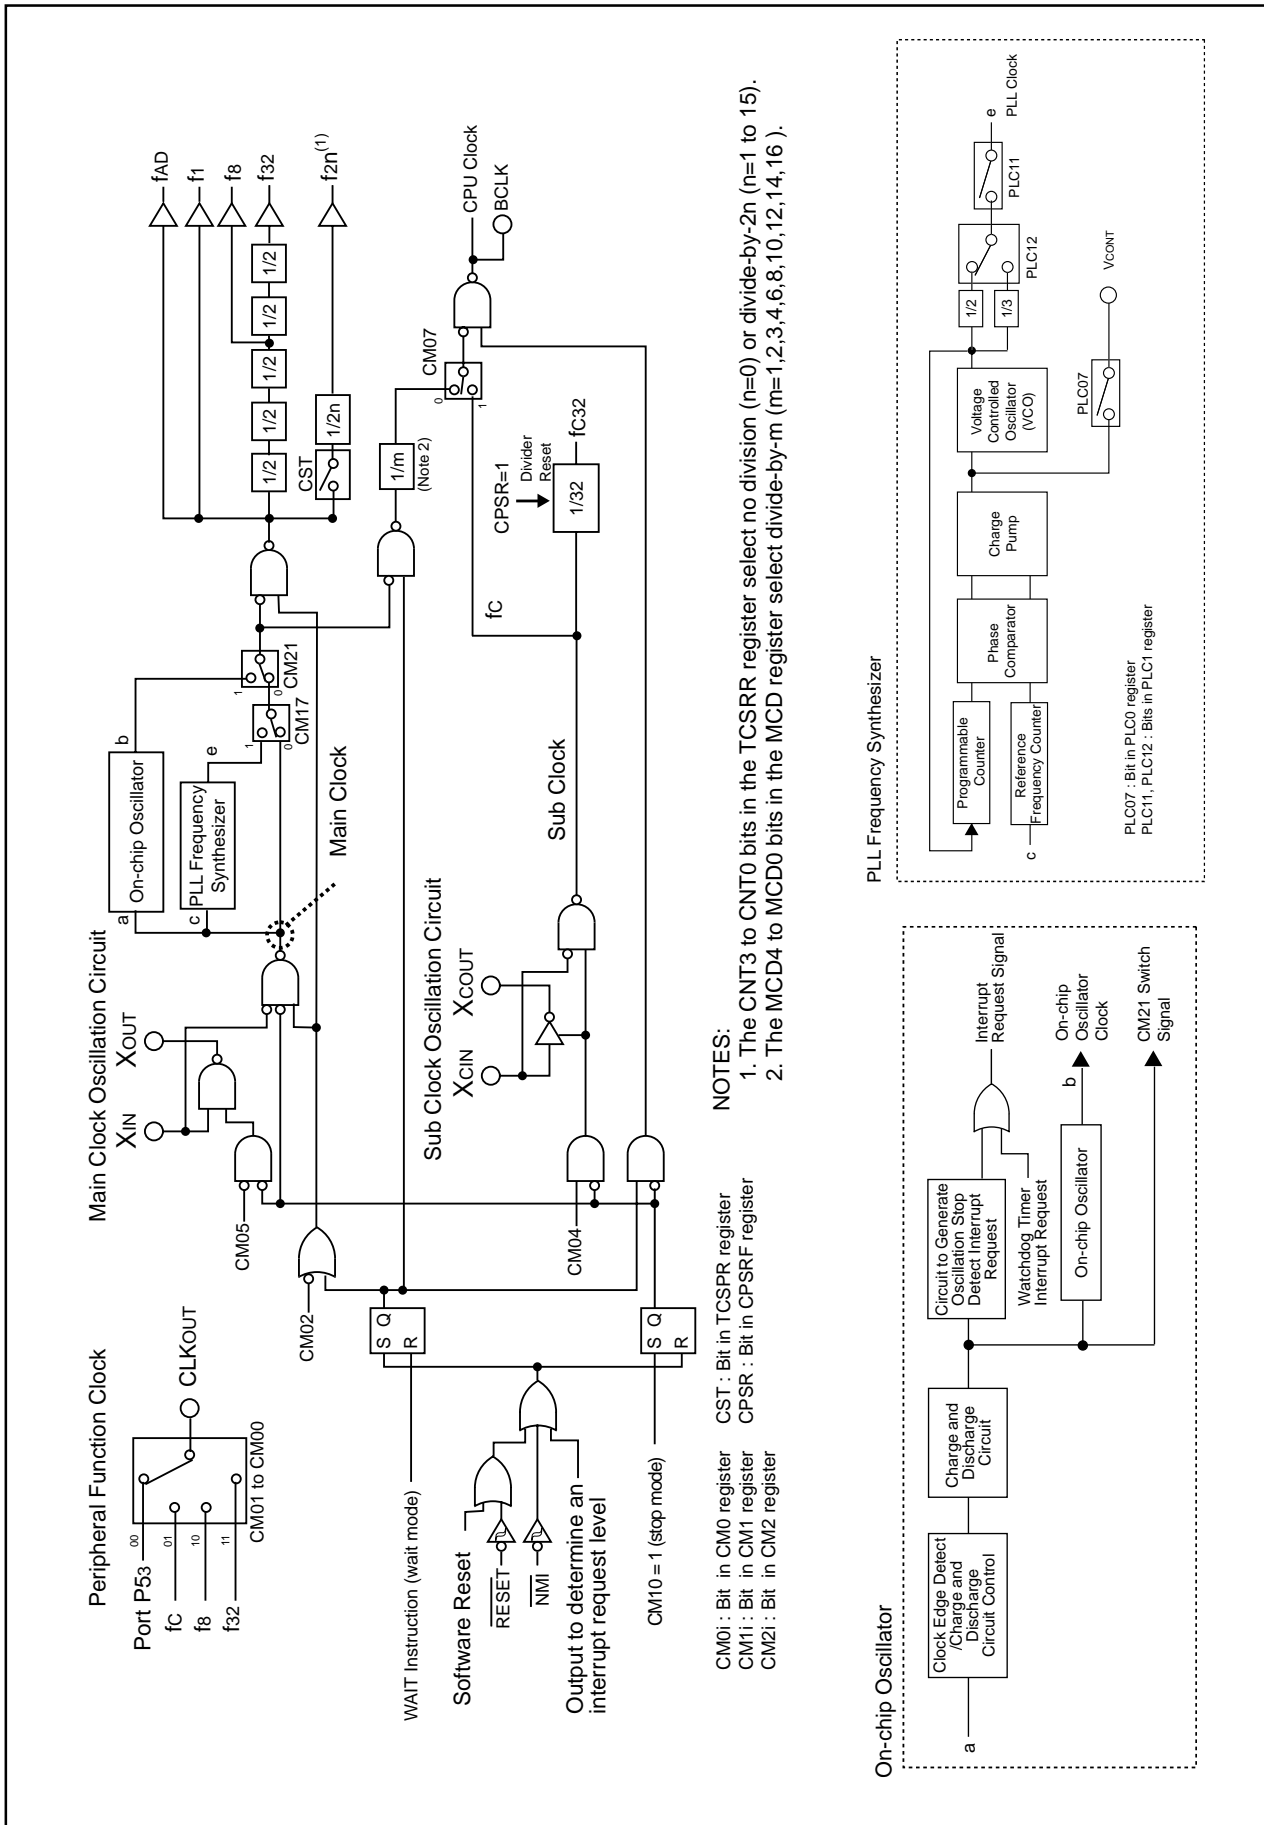 Peripheral Function Clock
Port P53
fC
f8
f32
00
01
10
11
CM01 to CM00
CLKOUT
Main Clock Oscillation Circuit
XIN
XOUT
CM05
CM02
a
On-chip Oscillator
b
c
PLL Frequency
Synthesizer
e
Main Clock
1
0
CM17
1
0
CM21
1/2
1/2
1/2
1/2
1/2
CST
1/2n
fAD
f1
f8
f32
f2n(1)
WAIT Instruction (wait mode)
S Q
R
1/m
(Note 2)
0
1
CM07
CPU Clock
BCLK
Sub Clock Oscillation Circuit
XCIN
XCOUT
CM04
Sub Clock
fC
CPSR=1
Divider
Reset
1/32
fC32
Software Reset
RESET
NMI
Output to determine an
interrupt request level
CM10 = 1 (stop mode)
S Q
R
CM0i : Bit in CM0 register
CM1i : Bit in CM1 register
CM2i : Bit in CM2 register
CST : Bit in TCSPR register
CPSR : Bit in CPSRF register
NOTES:
1. The CNT3 to CNT0 bits in the TCSRR register select no division (n=0) or divide-by-2n (n=1 to 15).
2. The MCD4 to MCD0 bits in the MCD register select divide-by-m (m=1,2,3,4,6,8,10,12,14,16 ).
On-chip Oscillator
a
Clock Edge Detect
/Charge and
Discharge
Circuit Control
Charge and
Discharge
Circuit
Circuit to Generate
Oscillation Stop
Detect Interrupt
Request
Watchdog Timer
Interrupt Request
Interrupt
Request Signal
On-chip Oscillator
b
On-chip
Oscillator
Clock
CM21 Switch
Signal
PLL Frequency Synthesizer
Programmable
Counter
c
Reference
Frequency Counter
Phase
Comparator
Charge
Pump
Voltage
Controlled
Oscillator
(VCO)
1/2
1/3
PLC12
PLC11
e
PLL Clock
PLC07
VCONT
PLC07 : Bit in PLC0 register
PLC11, PLC12 : Bits in PLC1 register